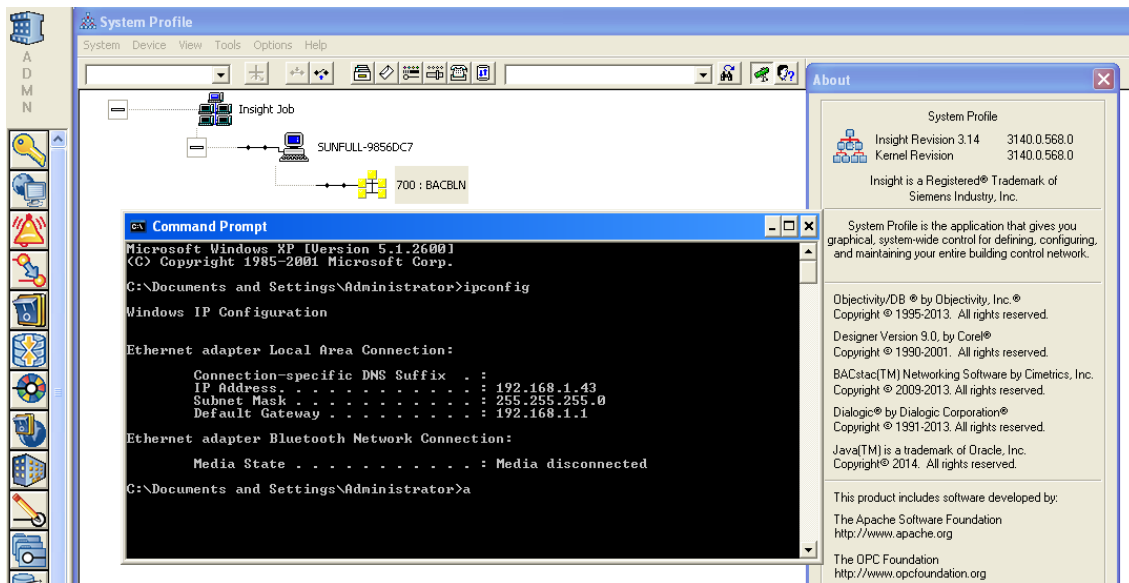 System Profile
System Device View Tools Options Help
A
D
M
N
Insight Job
SUNFULL-9856DC7
700 : BACBLN
Command Prompt
Microsoft Windows XP [Version 5.1.2600]
(C) Copyright 1985-2001 Microsoft Corp.
C:\Documents and Settings\Administrator>ipconfig
Windows IP Configuration
Ethernet adapter Local Area Connection:
Connection-specific DNS Suffix . :
IP Address. . . . . . . . . . . . : 192.168.1.43
Subnet Mask . . . . . . . . . . . : 255.255.255.0
Default Gateway . . . . . . . . . : 192.168.1.1
Ethernet adapter Bluetooth Network Connection:
Media State . . . . . . . . . . . : Media disconnected
C:\Documents and Settings\Administrator>a
About
System Profile
Insight Revision 3.14 3140.0.568.0
Kernel Revision 3140.0.568.0
Insight is a Registered® Trademark of
Siemens Industry, Inc.
System Profile is the application that gives you
graphical, system-wide control for defining, configuring,
and maintaining your entire building control network.
Objectivity/DB ® by Objectivity, Inc.®
Copyright © 1995-2013. All rights reserved.
Designer Version 9.0, by Corel®
Copyright © 1990-2001. All rights reserved.
BACstac(TM) Networking Software by Cimetrics, Inc.
Copyright © 2009-2013. All rights reserved.
Dialogic® by Dialogic Corporation®
Copyright © 1991-2013. All rights reserved.
Java(TM) is a trademark of Oracle, Inc.
Copyright© 2014. All rights reserved.
This product includes software developed by:
The Apache Software Foundation
http://www.apache.org
The OPC Foundation
http://www.opcfoundation.org